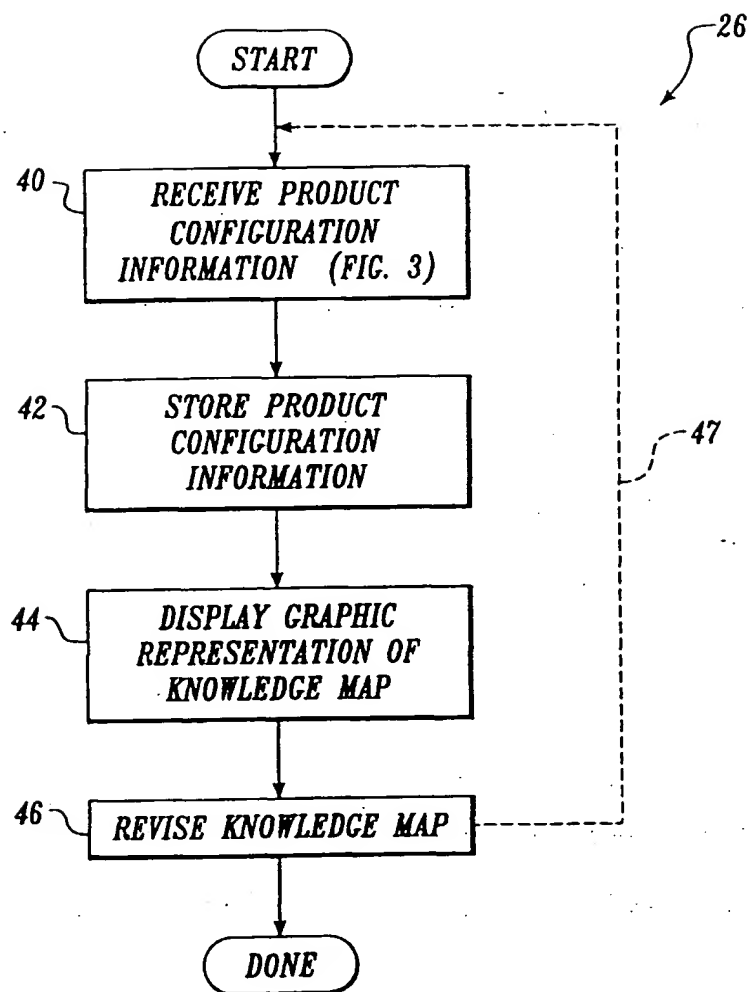 26
START
40
RECEIVE PRODUCT
CONFIGURATION
INFORMATION (FIG. 3)
42
STORE PRODUCT
CONFIGURATION
INFORMATION
47
44
DISPLAY GRAPHIC
REPRESENTATION OF
KNOWLEDGE MAP
46
REVISE KNOWLEDGE MAP
DONE